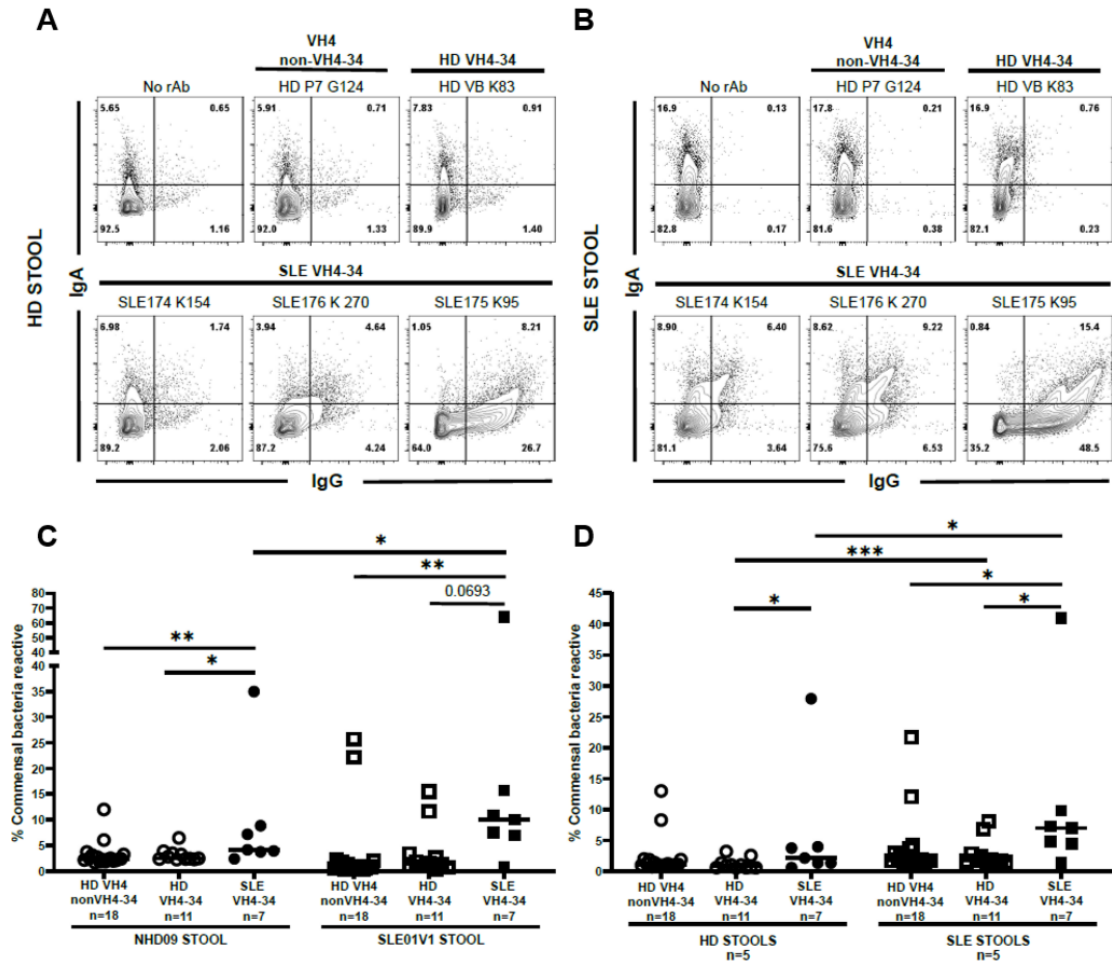 A
VH4
non-VH4-34
HD VH4-34
No rAb
HD P7 G124
HD VB K83
5.65
0.65
92.5
1.16
5.91
0.71
92.0
1.33
7.83
0.91
89.9
1.40
HD STOOL
IgA
SLE VH4-34
SLE174 K154
SLE176 K 270
SLE175 K95
6.98
1.74
89.2
2.06
3.94
4.64
87.2
4.24
1.05
8.21
64.0
26.7
IgG
B
VH4
non-VH4-34
HD VH4-34
No rAb
HD P7 G124
HD VB K83
16.9
0.13
82.8
0.17
17.8
0.21
81.6
0.38
16.9
0.76
82.1
0.23
SLE STOOL
IgA
SLE VH4-34
SLE174 K154
SLE176 K 270
SLE175 K95
8.90
6.40
81.1
3.64
8.62
9.22
75.6
6.53
0.84
15.4
35.2
48.5
IgG
C
% Commensal bacteria reactive
80
70
60
50
40
40
35
30
25
20
15
10
5
0
*
**
0.0693
**
*
HD VH4
nonVH4-34
n=18
HD
VH4-34
n=11
SLE
VH4-34
n=7
HD VH4
nonVH4-34
n=18
HD
VH4-34
n=11
SLE
VH4-34
n=7
NHD09 STOOL
SLE01V1 STOOL
D
% Commensal bacteria reactive
45
40
35
30
25
20
15
10
5
0
*
***
*
*
*
HD VH4
nonVH4-34
n=18
HD
VH4-34
n=11
SLE
VH4-34
n=7
HD VH4
nonVH4-34
n=18
HD
VH4-34
n=11
SLE
VH4-34
n=7
HD STOOLS
n=5
SLE STOOLS
n=5